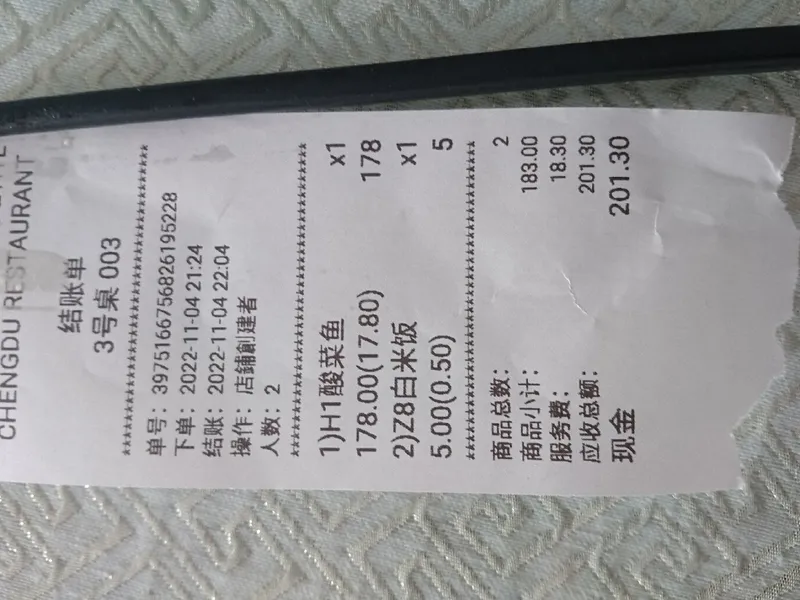 CHENGDU RESTAURANT
结账单
3号桌 003
************************************
单号: 3975166756826195228
下单: 2022-11-04 21:24
结账: 2022-11-04 22:04
操作: 店鋪創建者
人数: 2
************************************
1)H1酸菜鱼 x1
178.00(17.80) 178
2)Z8白米饭 x1
5.00(0.50) 5
************************************
商品总数: 2
商品小计: 183.00
服务费: 18.30
应收总额: 201.30
现金 201.30